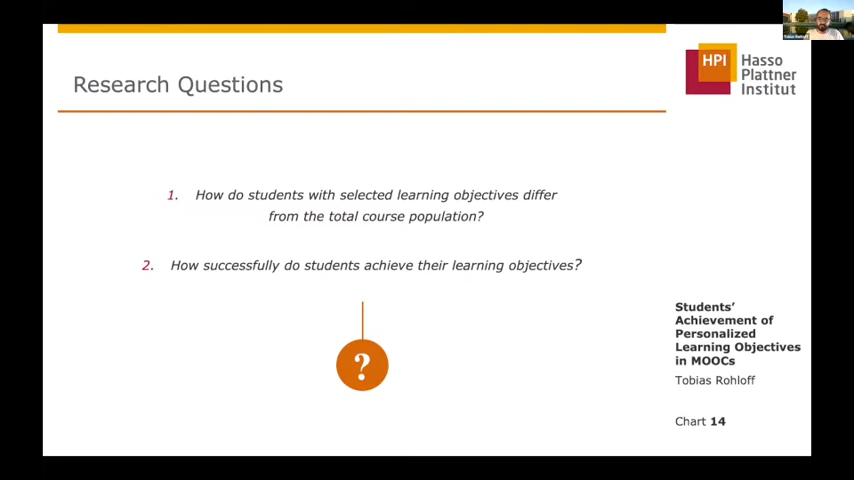 Tobias Rohloff
HPI
Hasso
Plattner
Institut
Research Questions
1. How do students with selected learning objectives differ
from the total course population?
2. How successfully do students achieve their learning objectives?
?
Students'
Achievement of
Personalized
Learning Objectives
in MOOCs
Tobias Rohloff
Chart 14